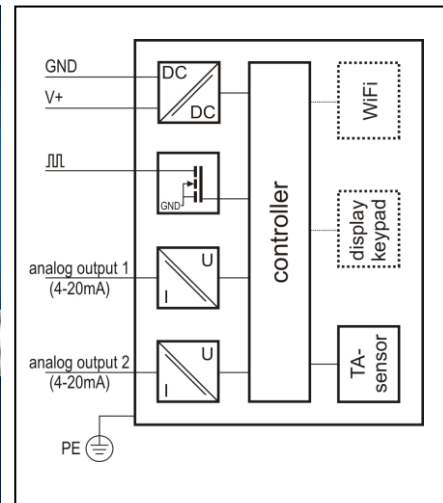 GND
V+
DC
DC
GND
analog output 1
(4-20mA)
U
I
analog output 2
(4-20mA)
U
I
PE
controller
WiFi
display
keypad
TA-
sensor